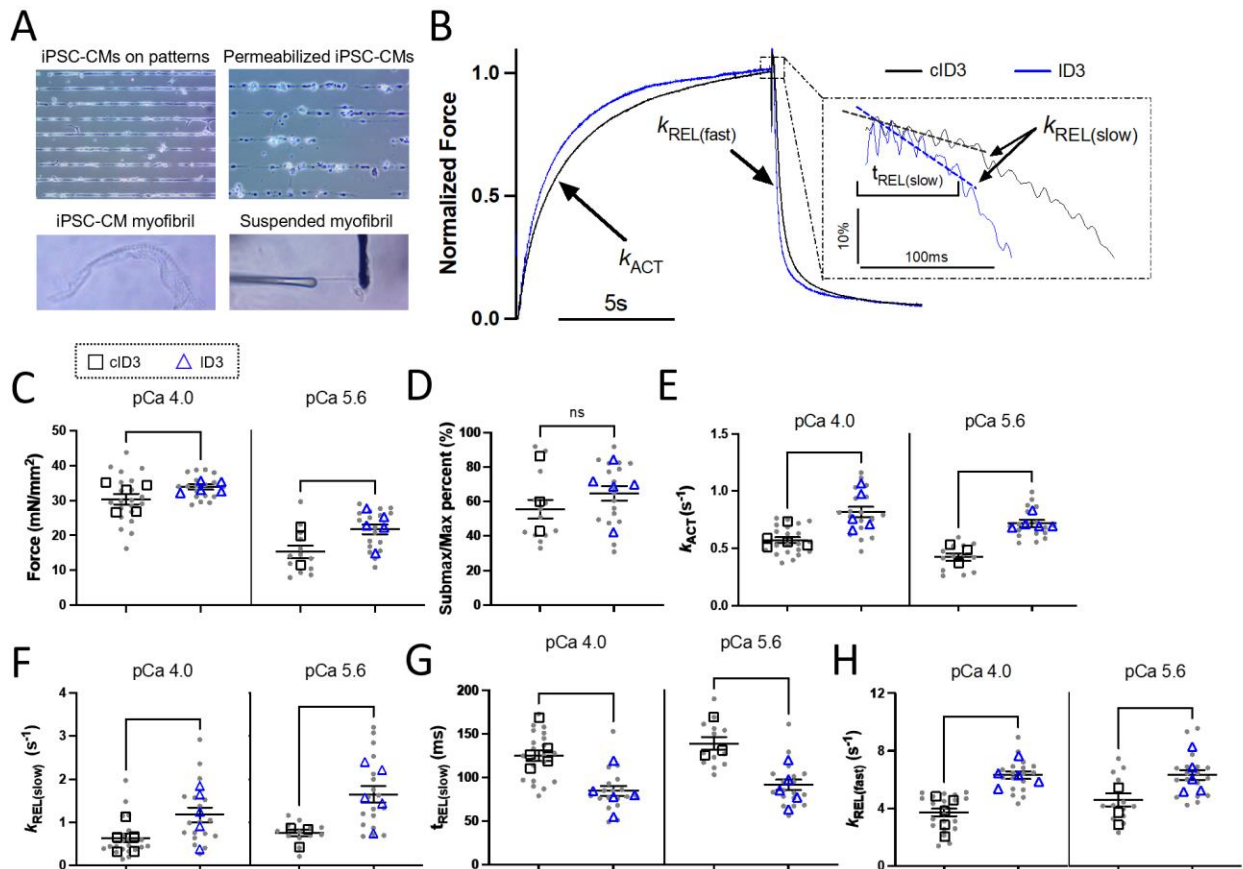 A
iPSC-CMs on patterns
Permeabilized iPSC-CMs
iPSC-CM myofibril
Suspended myofibril
B
Normalized Force
1.0
0.5
0.0
cID3
ID3
kREL(fast)
kACT
5s
kREL(slow)
tREL(slow)
10%
100ms
cID3
ID3
C
pCa 4.0
pCa 5.6
Force (mN/mm²)
50
40
30
20
10
0
D
ns
Submax/Max percent (%)
100
80
60
40
20
0
E
pCa 4.0
pCa 5.6
kACT (s⁻¹)
1.5
1.0
0.5
0.0
F
pCa 4.0
pCa 5.6
kREL(slow) (s⁻¹)
4
3
2
1
0
G
pCa 4.0
pCa 5.6
tREL(slow) (ms)
200
150
100
50
0
H
pCa 4.0
pCa 5.6
kREL(fast) (s⁻¹)
12
8
4
0